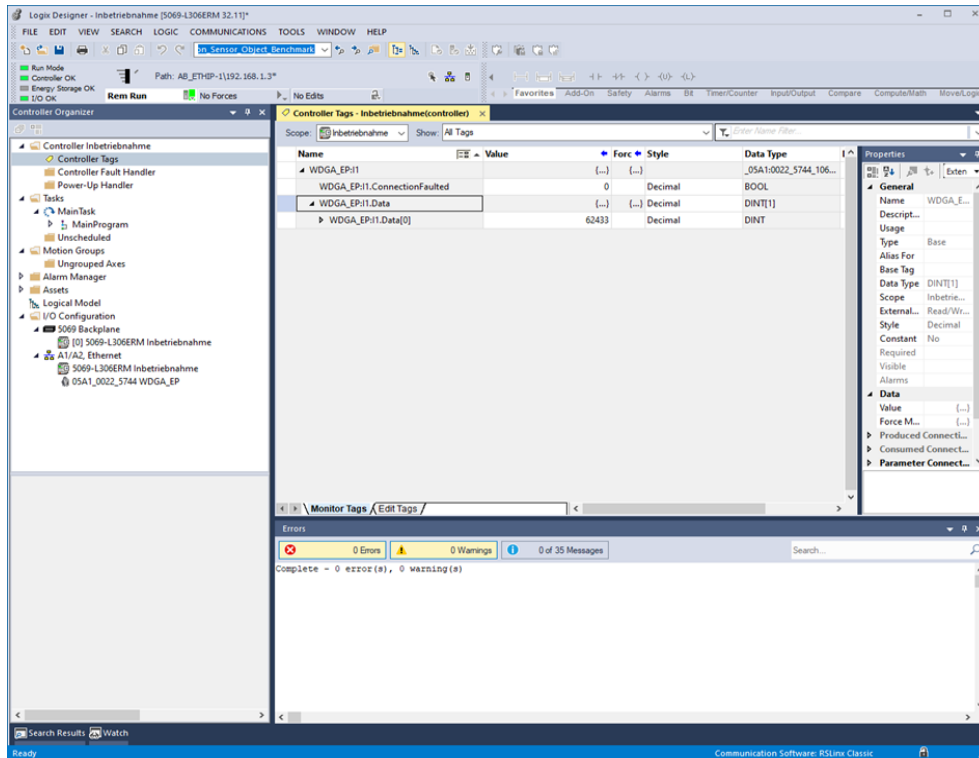 Logix Designer - Inbetriebnahme [5069-L306ERM 32.11]*
FILE EDIT VIEW SEARCH LOGIC COMMUNICATIONS TOOLS WINDOW HELP
on_Sensor_Object_Benchmark
Run Mode
Controller OK
Energy Storage OK
I/O OK
Rem Run
Path: AB_ETHIP-1\192.168.1.3*
No Forces
No Edits
Favorites Add-On Safety Alarms Bit Timer/Counter Input/Output Compare Compute/Math Move/Logi
Controller Organizer
Controller Inbetriebnahme
Controller Tags
Controller Fault Handler
Power-Up Handler
Tasks
MainTask
MainProgram
Unscheduled
Motion Groups
Ungrouped Axes
Alarm Manager
Assets
Logical Model
I/O Configuration
5069 Backplane
[0] 5069-L306ERM Inbetriebnahme
A1/A2, Ethernet
5069-L306ERM Inbetriebnahme
05A1_0022_5744 WDGA_EP
Controller Tags - Inbetriebnahme(controller)
Scope: Inbetriebnahme Show: All Tags Enter Name Filter...
Name Value Forc Style Data Type
WDGA_EP:I1 {...} {...} _05A1:0022_5744_106...
WDGA_EP:I1.ConnectionFaulted 0 Decimal BOOL
WDGA_EP:I1.Data {...} {...} Decimal DINT[1]
WDGA_EP:I1.Data[0] 62433 Decimal DINT
Monitor Tags Edit Tags
Properties
Exten
General
Name WDGA_E...
Descript...
Usage
Type Base
Alias For
Base Tag
Data Type DINT[1]
Scope Inbetrie...
External... Read/Wr...
Style Decimal
Constant No
Required
Visible
Alarms
Data
Value {...}
Force M... {...}
Produced Connecti...
Consumed Connect...
Parameter Connect...
Errors
0 Errors 0 Warnings 0 of 35 Messages Search...
Complete - 0 error(s), 0 warning(s)
Search Results Watch
Ready Communication Software: RSLinx Classic